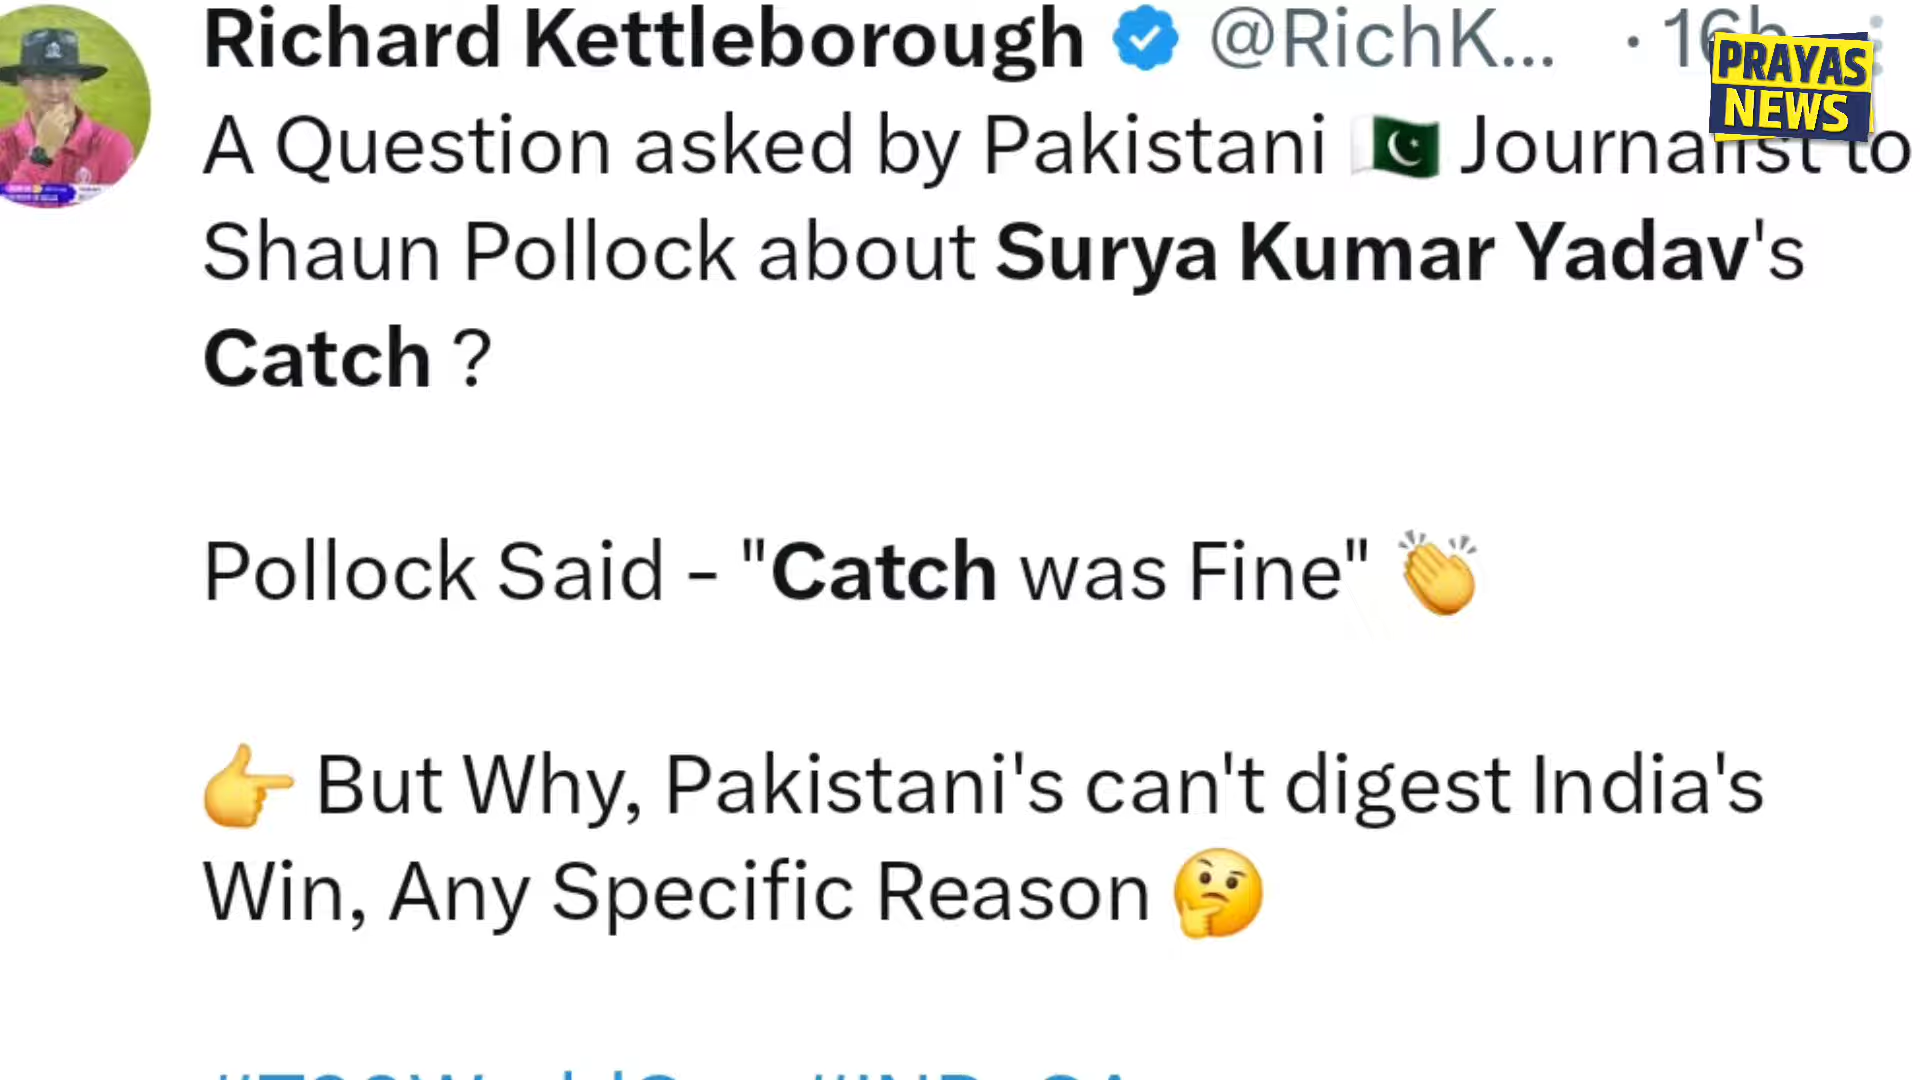 Richard Kettleborough @RichK... · 16h
PRAYAS
NEWS
A Question asked by Pakistani 🇵🇰 Journalist to
Shaun Pollock about Surya Kumar Yadav's
Catch ?
Pollock Said - "Catch was Fine" 👏
👉 But Why, Pakistani's can't digest India's
Win, Any Specific Reason 🤔